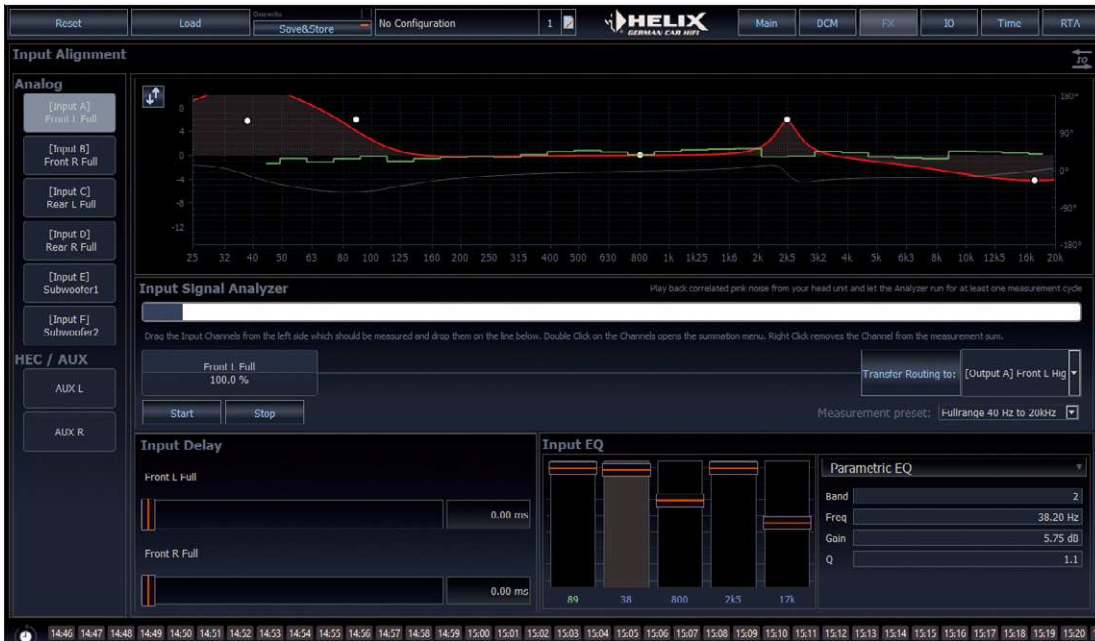 Reset
Load
Overwrite
Save&Store
No Configuration
1
HELIX
GERMAN CAR HIFI
Main
DCM
FX
IO
Time
RTA
Input Alignment
IO
Analog
[Input A]
Front L Full
[Input B]
Front R Full
[Input C]
Rear L Full
[Input D]
Rear R Full
[Input E]
Subwoofer1
[Input F]
Subwoofer2
HEC / AUX
AUX L
AUX R
8
4
0
-4
-8
-12
180°
90°
0°
-90°
-180°
25 32 40 50 63 80 100 125 160 200 250 315 400 500 630 800 1k 1k25 1k6 2k 2k5 3k2 4k 5k 6k3 8k 10k 12k5 16k 20k
Input Signal Analyzer
Play back correlated pink noise from your head unit and let the Analyzer run for at least one measurement cycle
Drag the Input Channels from the left side which should be measured and drop them on the line below. Double Click on the Channels opens the summation menu. Right Click removes the Channel from the measurement sum.
Front L Full
100.0 %
Transfer Routing to:
[Output A] Front L Hig
Start
Stop
Measurement preset:
Fullrange 40 Hz to 20kHz
Input Delay
Front L Full
0.00 ms
Front R Full
0.00 ms
Input EQ
89 38 800 2k5 17k
Parametric EQ
Band 2
Freq 38.20 Hz
Gain 5.75 dB
Q 1.1
14:46 14:47 14:48 14:49 14:50 14:51 14:52 14:53 14:54 14:55 14:56 14:57 14:58 14:59 15:00 15:01 15:02 15:03 15:04 15:05 15:06 15:07 15:08 15:09 15:10 15:11 15:12 15:13 15:14 15:15 15:16 15:17 15:18 15:19 15:20